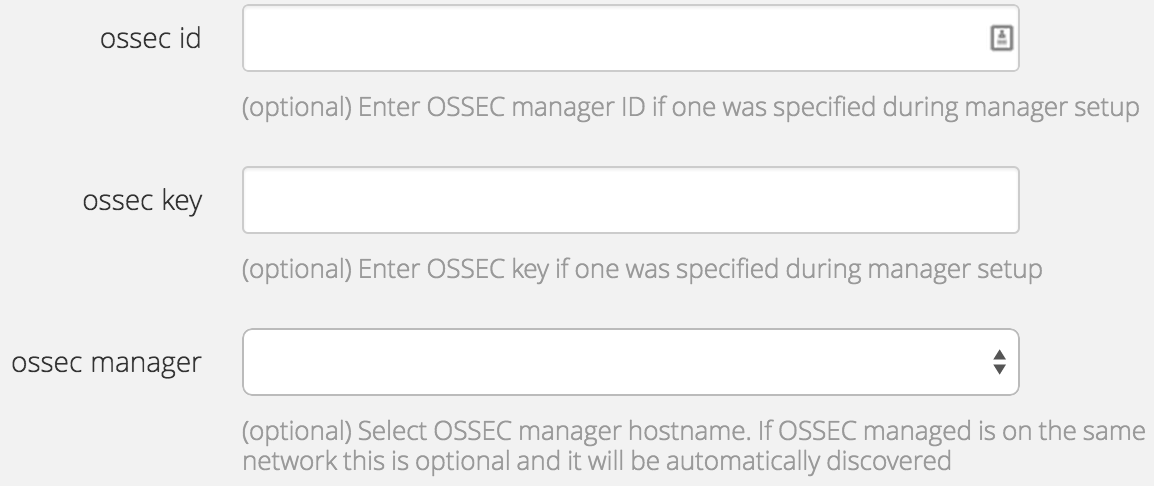 ossec id
(optional) Enter OSSEC manager ID if one was specified during manager setup
ossec key
(optional) Enter OSSEC key if one was specified during manager setup
ossec manager
(optional) Select OSSEC manager hostname. If OSSEC managed is on the same
network this is optional and it will be automatically discovered